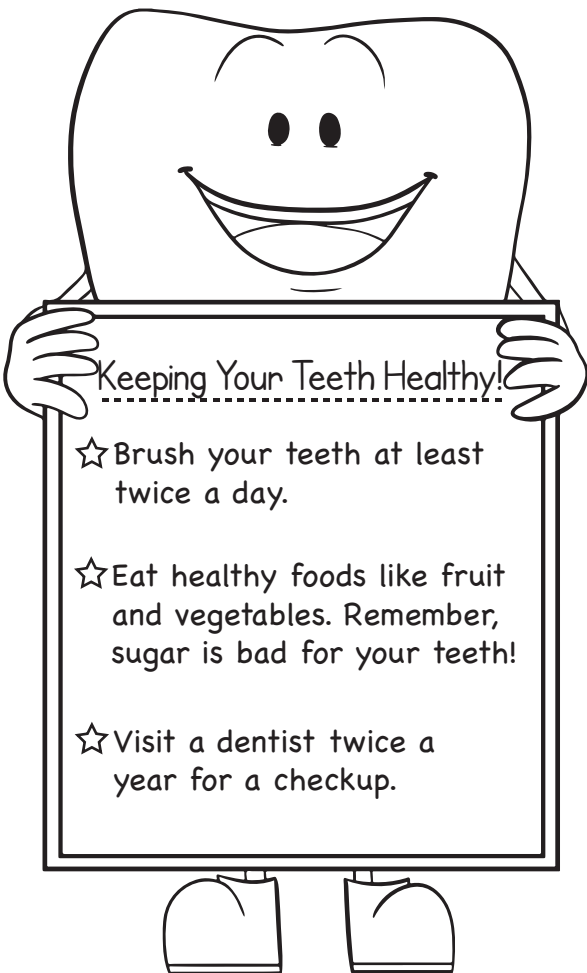 Keeping Your Teeth Healthy!
Brush your teeth at least
twice a day.
Eat healthy foods like fruit
and vegetables. Remember,
sugar is bad for your teeth!
Visit a dentist twice a
year for a checkup.